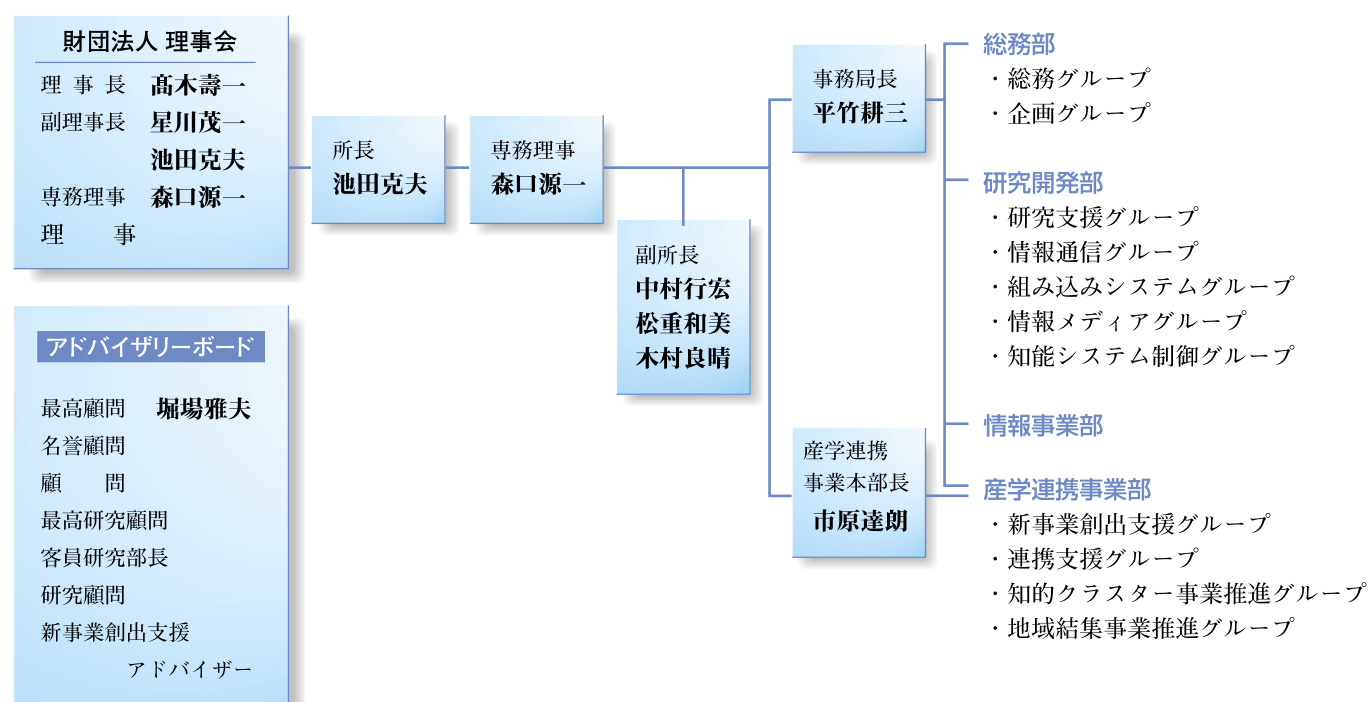 財団法人 理事会
理 事 長 髙木壽一
副理事長 星川茂一
池田克夫
専務理事 森口源一
理 事
アドバイザリーボード
最高顧問 堀場雅夫
名誉顧問
顧 問
最高研究顧問
客員研究部長
研究顧問
新事業創出支援
アドバイザー
所長
池田克夫
専務理事
森口源一
副所長
中村行宏
松重和美
木村良晴
事務局長
平竹耕三
産学連携
事業本部長
市原達朗
総務部
・総務グループ
・企画グループ
研究開発部
・研究支援グループ
・情報通信グループ
・組み込みシステムグループ
・情報メディアグループ
・知能システム制御グループ
情報事業部
産学連携事業部
・新事業創出支援グループ
・連携支援グループ
・知的クラスター事業推進グループ
・地域結集事業推進グループ